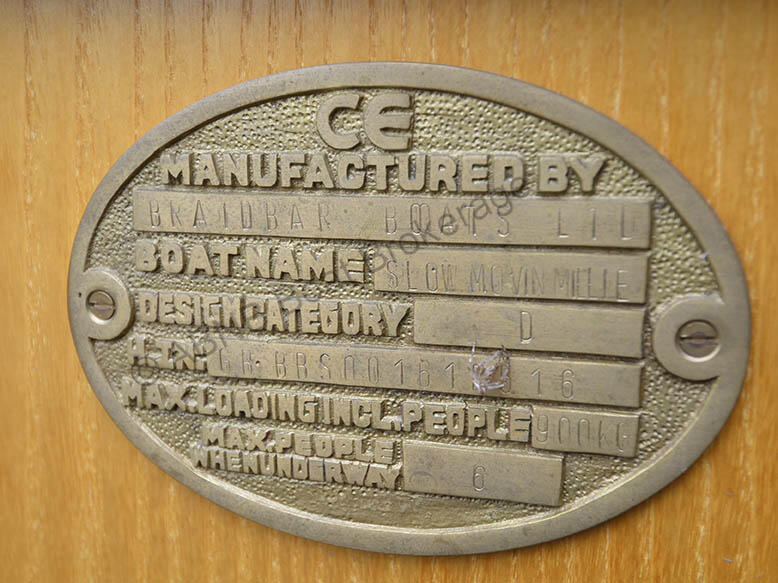 CE
MANUFACTURED BY
BRAIDBAR BOATS LTD
BOAT NAME SLOW MOVIN MILLIE
DESIGN CATEGORY D
MAX.LOADING INCL.PEOPLE 900KG
MAX.PEOPLE
WHEN UNDERWAY 6
Brokerage